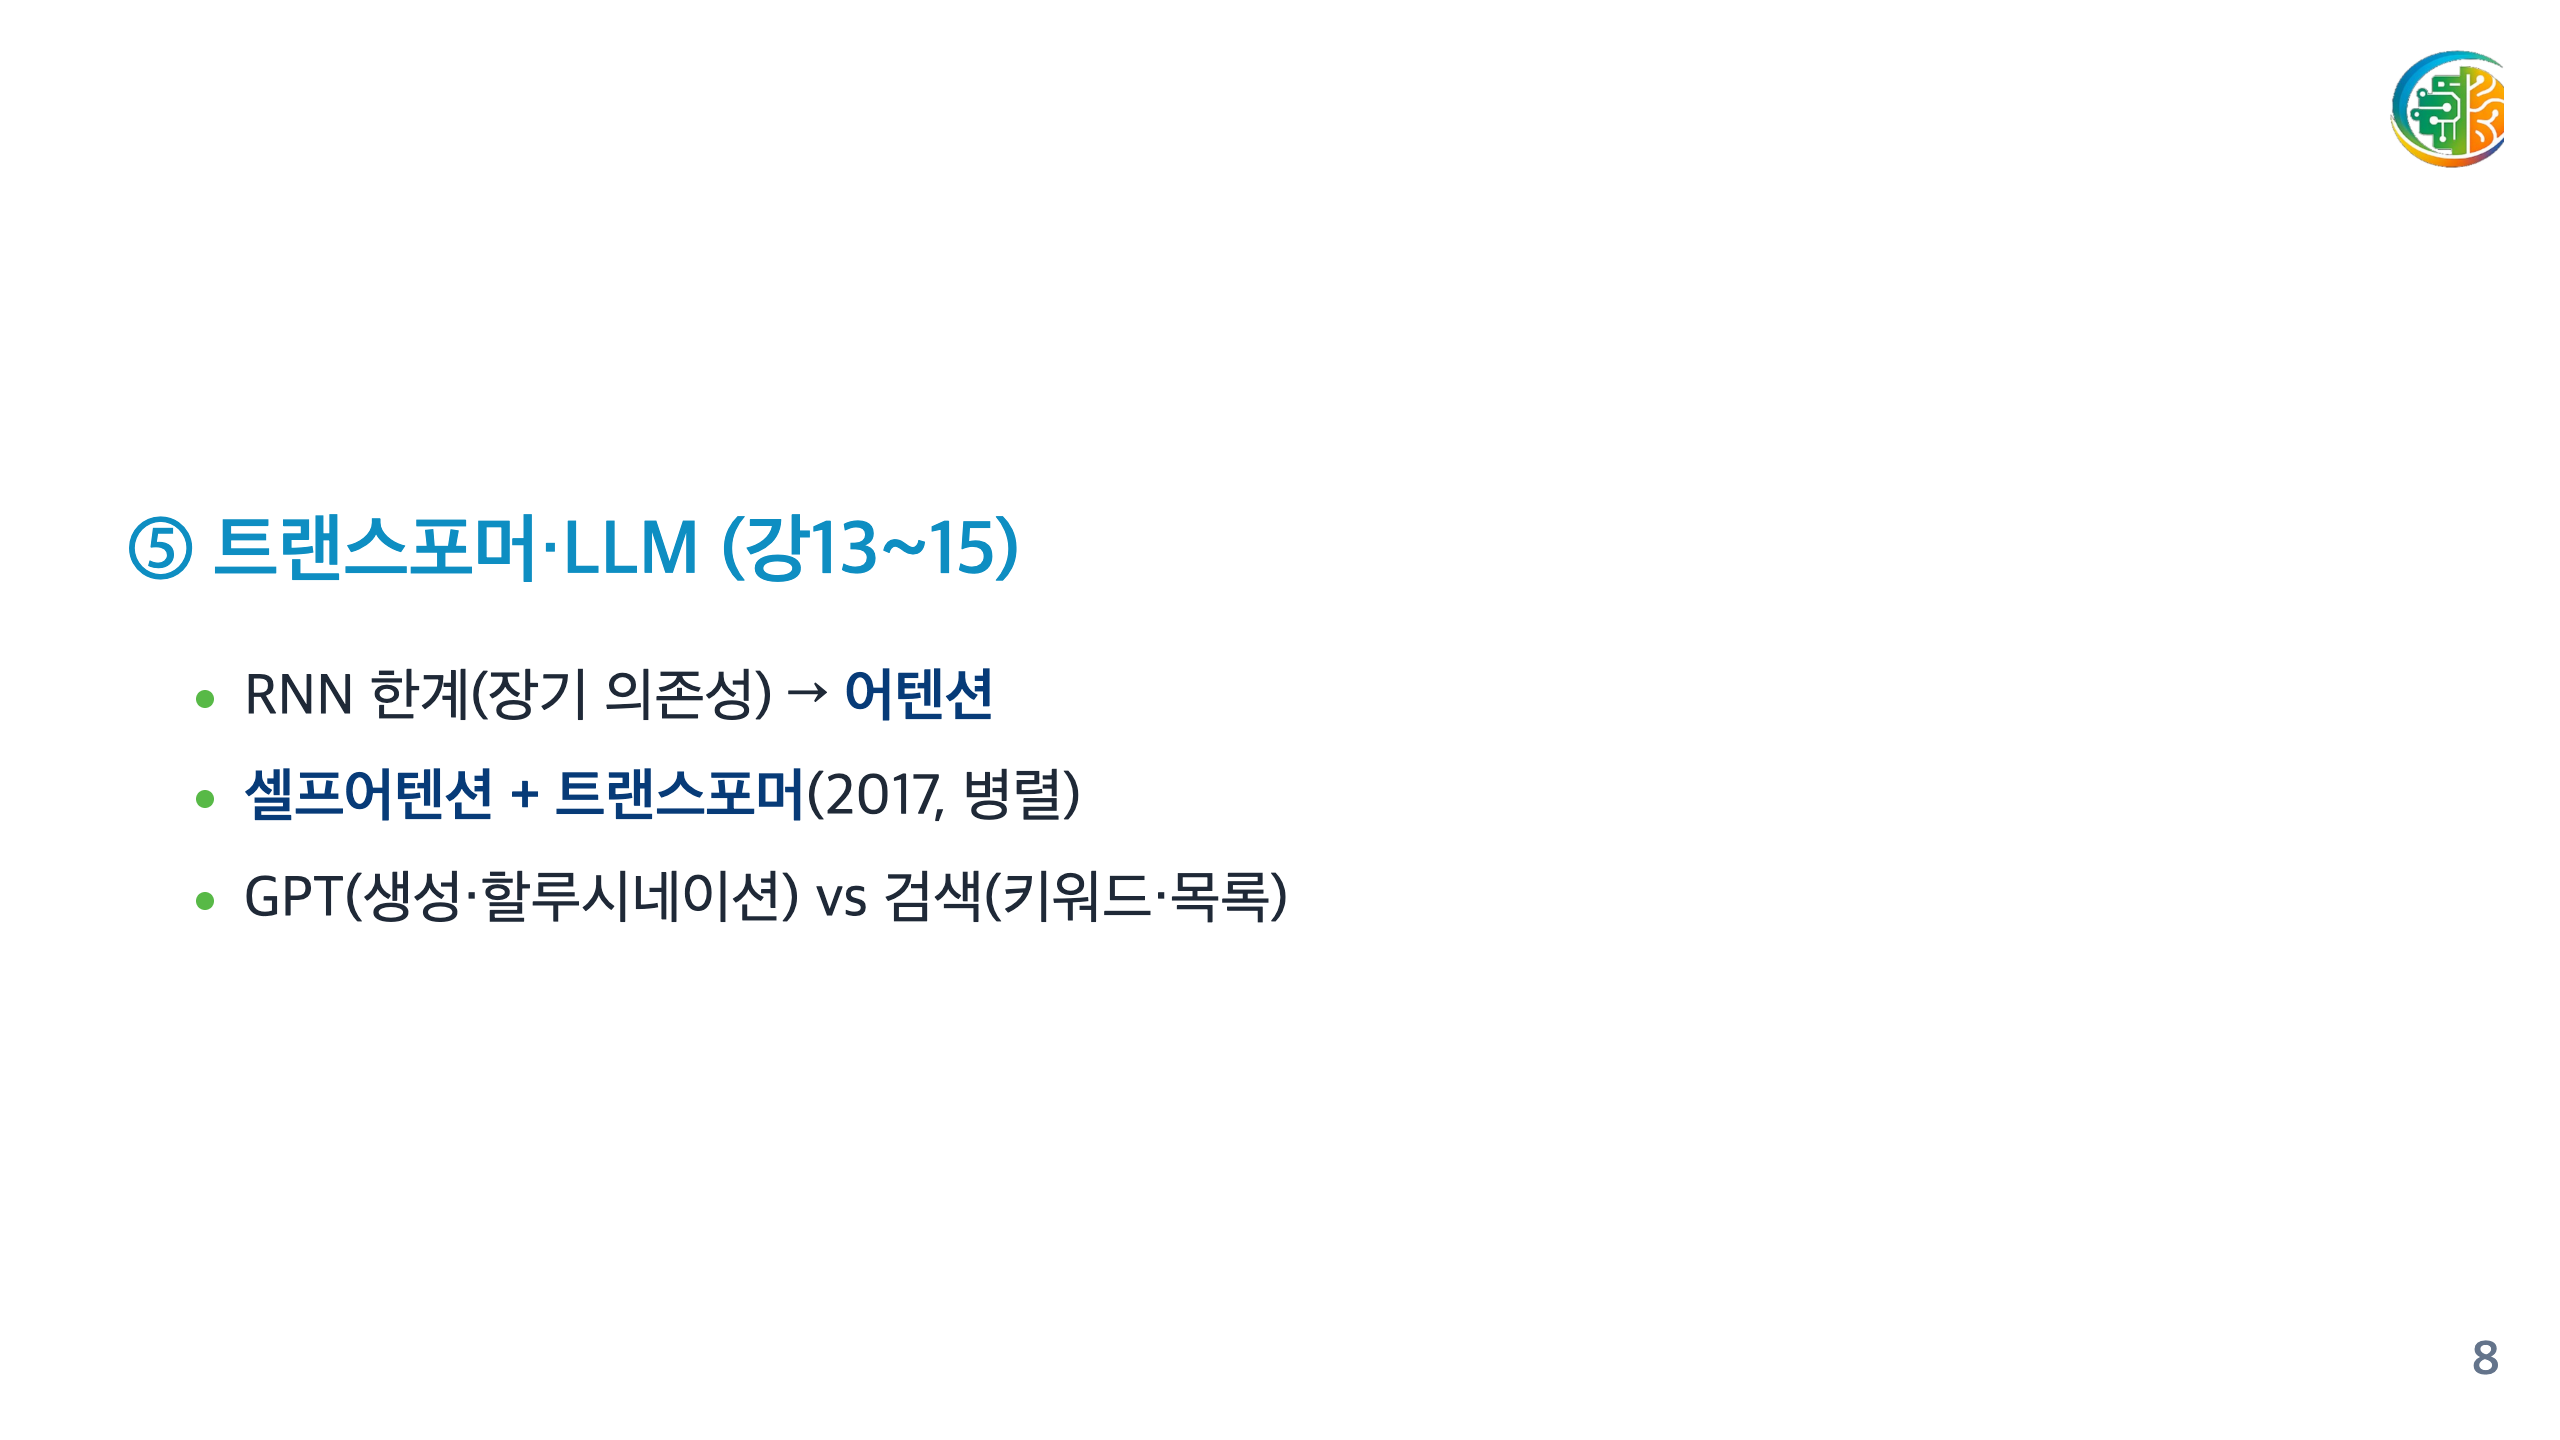 ⑤ 트랜스포머·LLM (강13~15)
• RNN 한계(장기 의존성) → 어텐션
• 셀프어텐션 + 트랜스포머(2017, 병렬)
• GPT(생성·할루시네이션) vs 검색(키워드·목록)
8